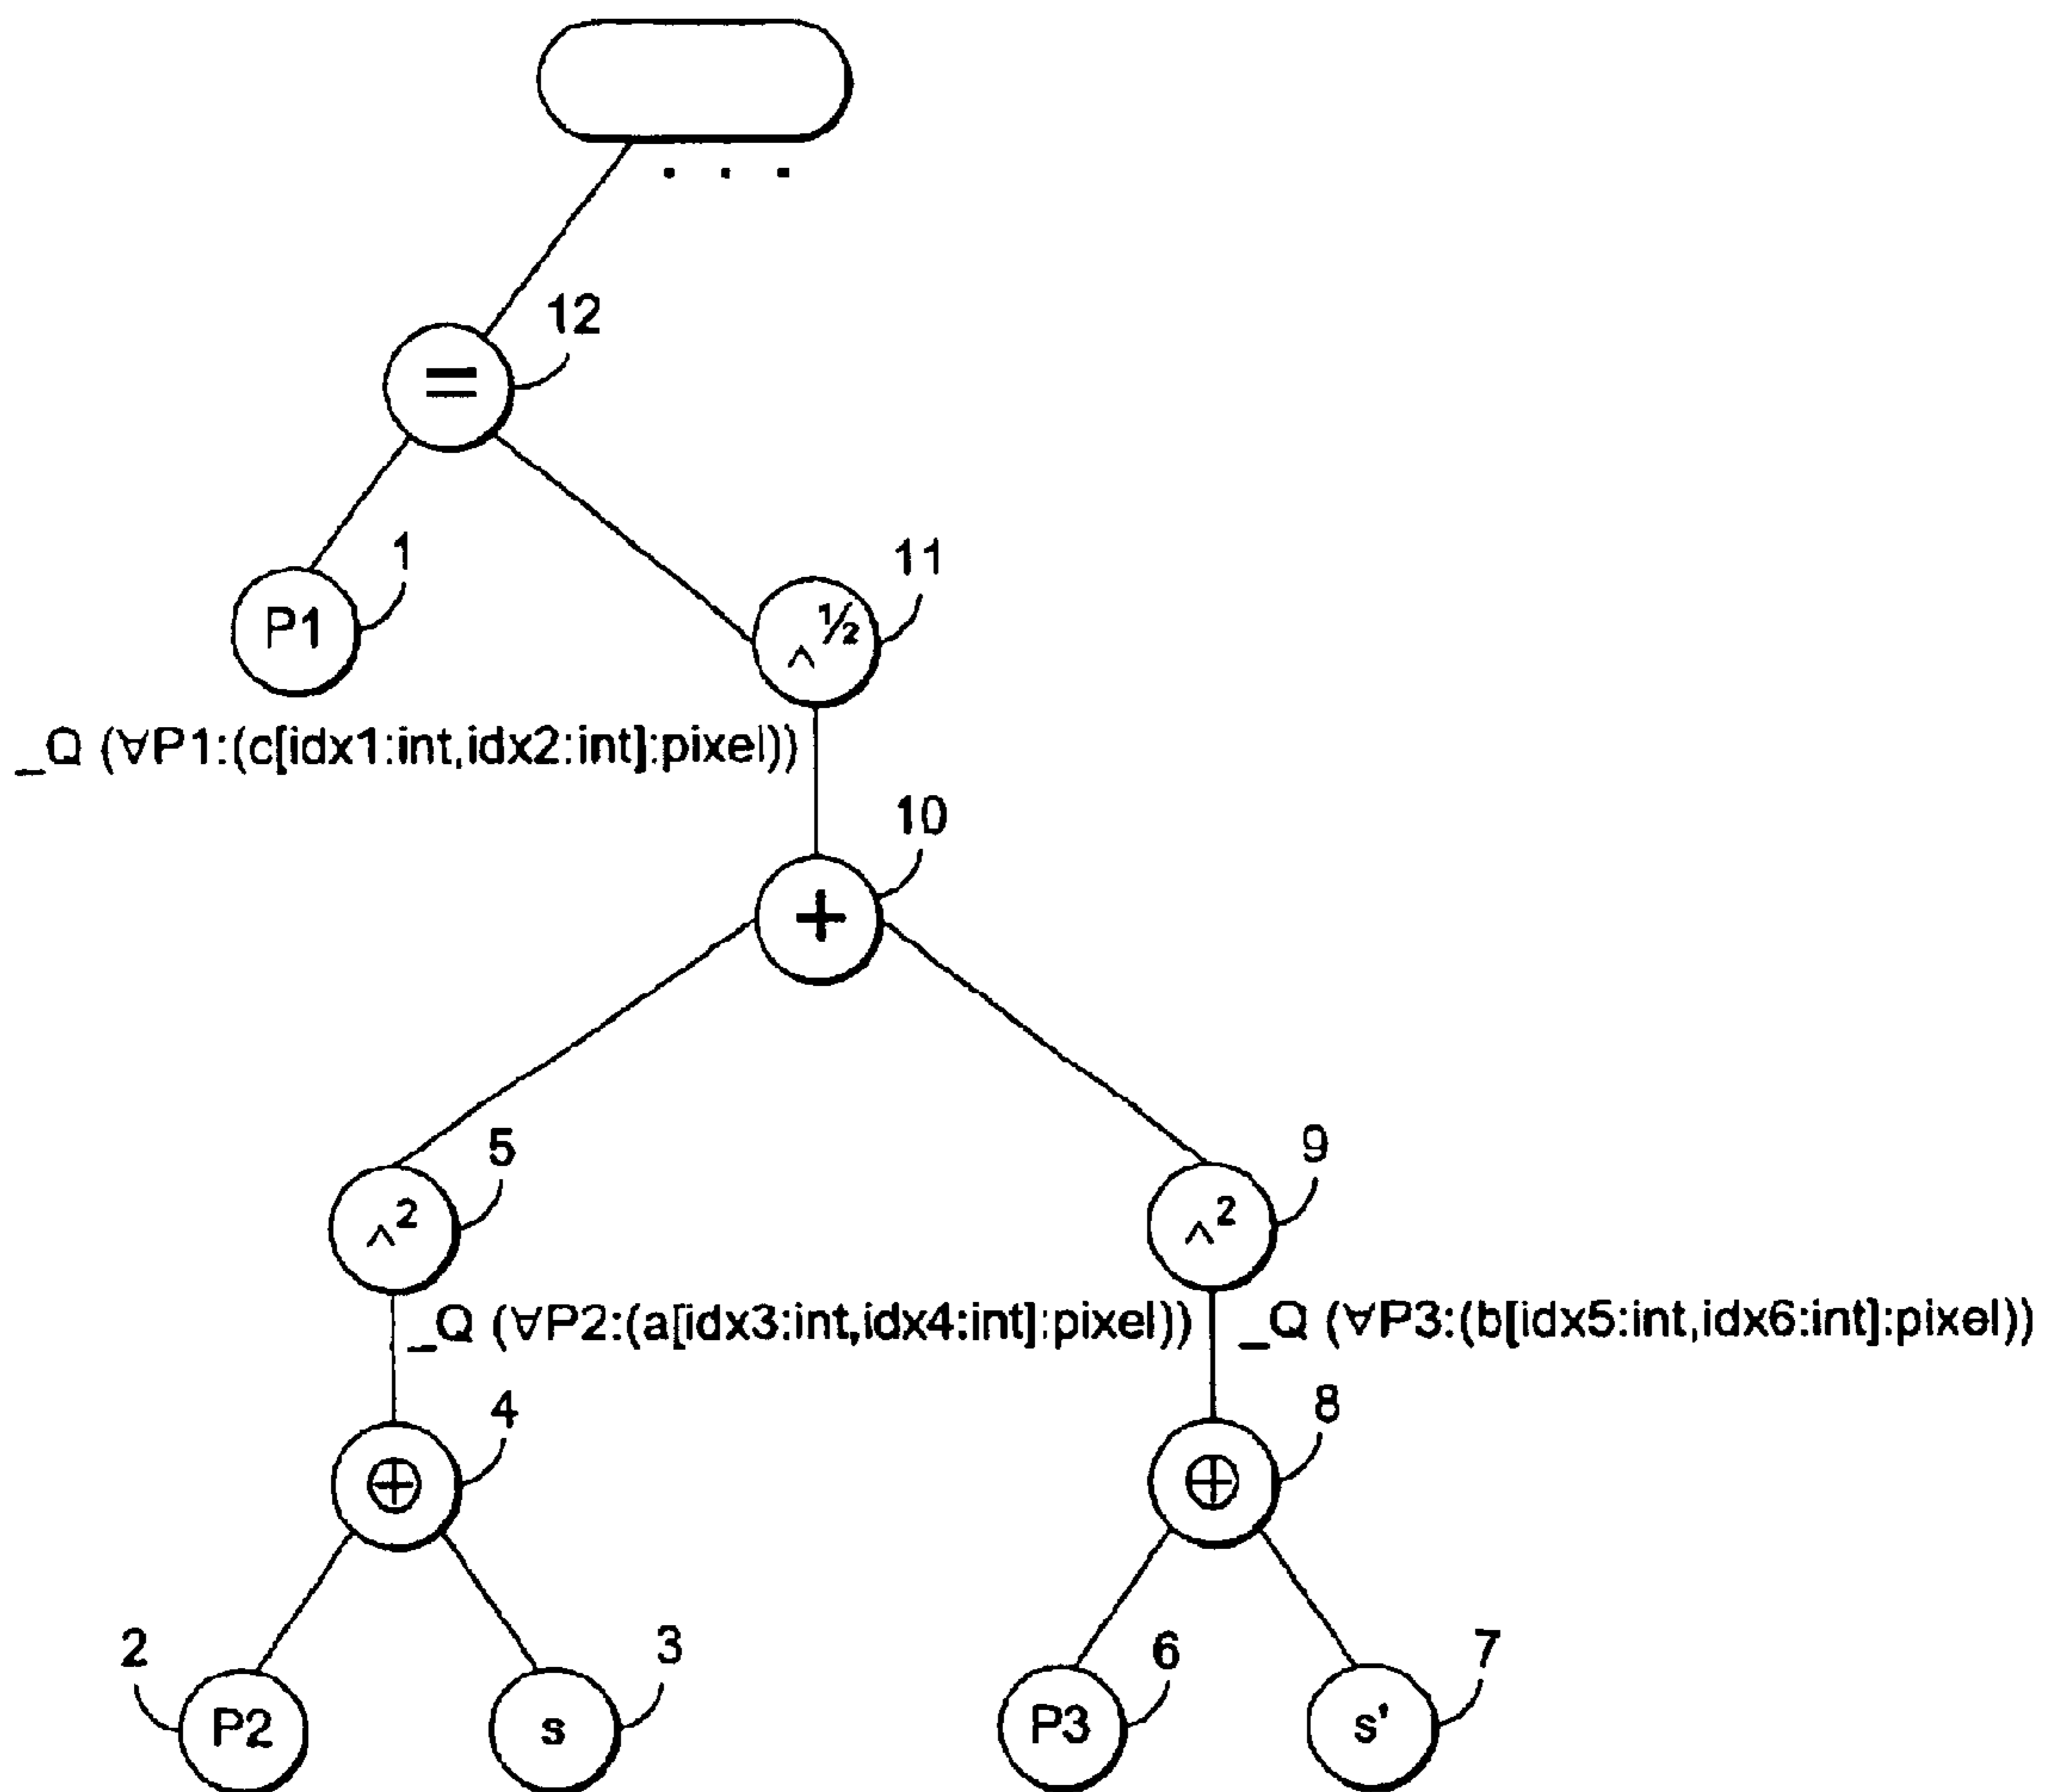 . . .
12
=
1
11
P1
^½
_Q (∀P1:(c[idx1:int,idx2:int]:pixel))
10
+
5
9
^2
^2
_Q (∀P2:(a[idx3:int,idx4:int]:pixel))
_Q (∀P3:(b[idx5:int,idx6:int]:pixel))
4
8
⊕
⊕
2
3
6
7
P2
s
P3
s'